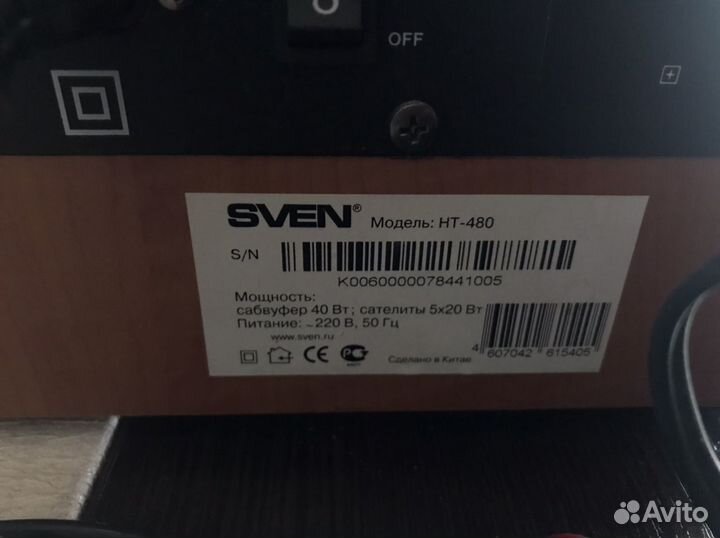 OFF
SVEN® Модель: HT-480
S/N
K0060000078441005
Мощность:
сабвуфер 40 Вт; сателиты 5x20 Вт
Питание: ~220 В, 50 Гц
www.sven.ru
CE Сделано в Китае
4 607042 615405
Avito